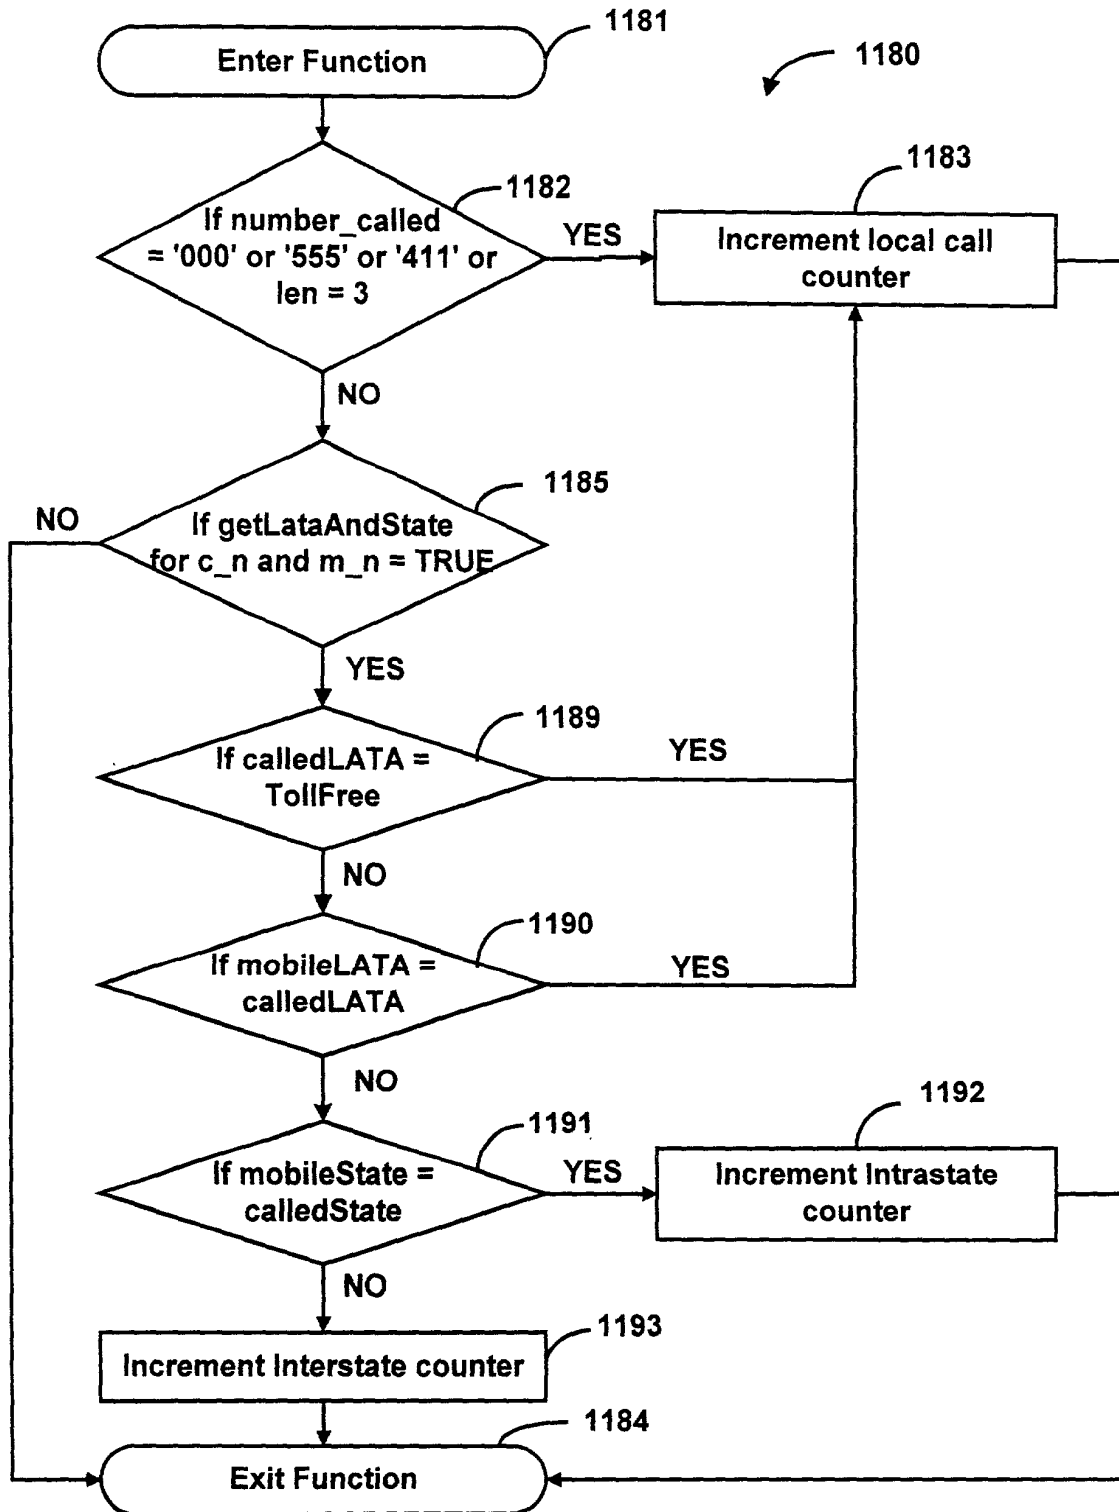 1181
Enter Function
1180
1182
If number_called
= '000' or '555' or '411' or
len = 3
YES
1183
Increment local call
counter
NO
1185
NO
If getLataAndState
for c_n and m_n = TRUE
YES
1189
If calledLATA =
TollFree
YES
NO
1190
If mobileLATA =
calledLATA
YES
NO
1191
If mobileState =
calledState
YES
1192
Increment Intrastate
counter
NO
1193
Increment Interstate counter
1184
Exit Function